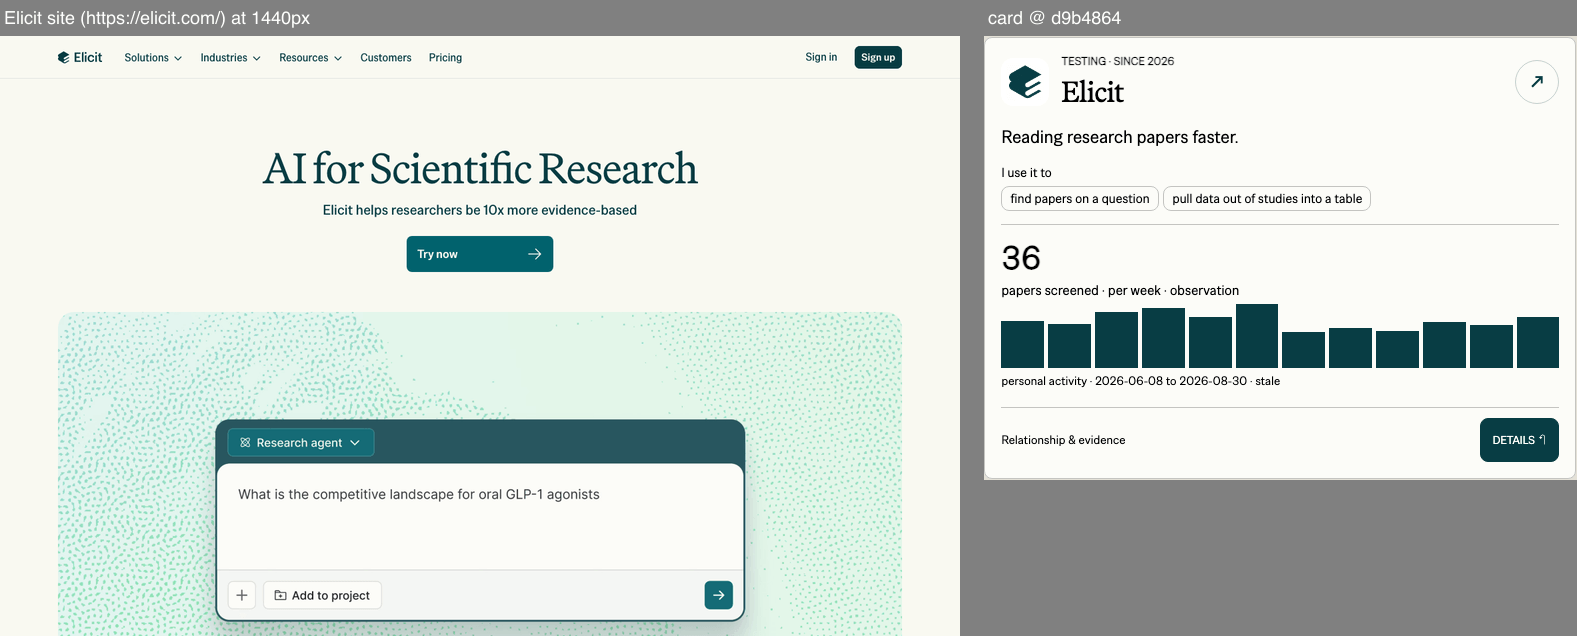 Elicit site (https://elicit.com/) at 1440px
Elicit Solutions Industries Resources Customers Pricing Sign in Sign up
AI for Scientific Research
Elicit helps researchers be 10x more evidence-based
Try now
Research agent
What is the competitive landscape for oral GLP-1 agonists
Add to project
card @ d9b4864
TESTING · SINCE 2026
Elicit
Reading research papers faster.
I use it to
find papers on a question pull data out of studies into a table
36
papers screened · per week · observation
personal activity · 2026-06-08 to 2026-08-30 · stale
Relationship & evidence DETAILS